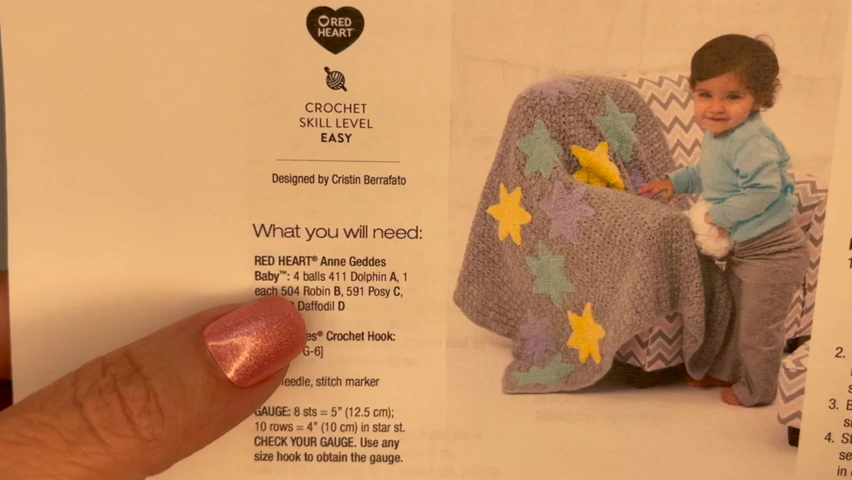 RED
HEART
CROCHET
SKILL LEVEL
EASY
Designed by Cristin Berrafato
What you will need:
RED HEART® Anne Geddes
Baby™: 4 balls 411 Dolphin A, 1
each 504 Robin B, 591 Posy C,
Daffodil D
Crochet Hook:
G-6]
stitch marker
GAUGE: 8 sts = 5" (12.5 cm);
10 rows = 4" (10 cm) in star st.
CHECK YOUR GAUGE. Use any
size hook to obtain the gauge.
2.
3.
4.
in